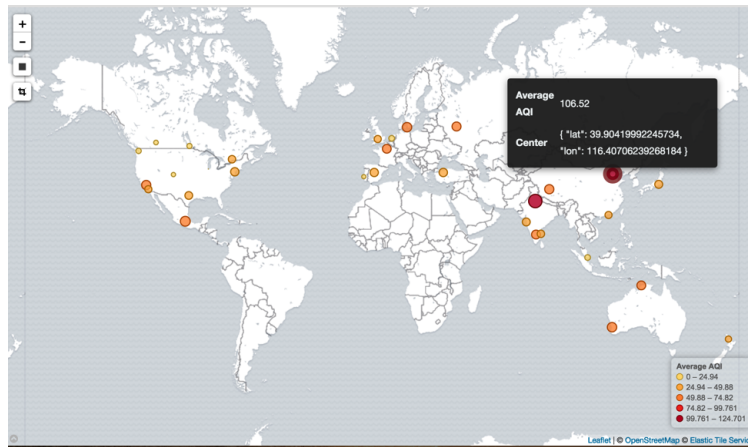 +
−
Average
AQI
106.52
Center
{ "lat": 39.90419992245734,
"lon": 116.40706239268184 }
Average AQI
0 – 24.94
24.94 – 49.88
49.88 – 74.82
74.82 – 99.761
99.761 – 124.701
Leaflet | © OpenStreetMap © Elastic Tile Servic